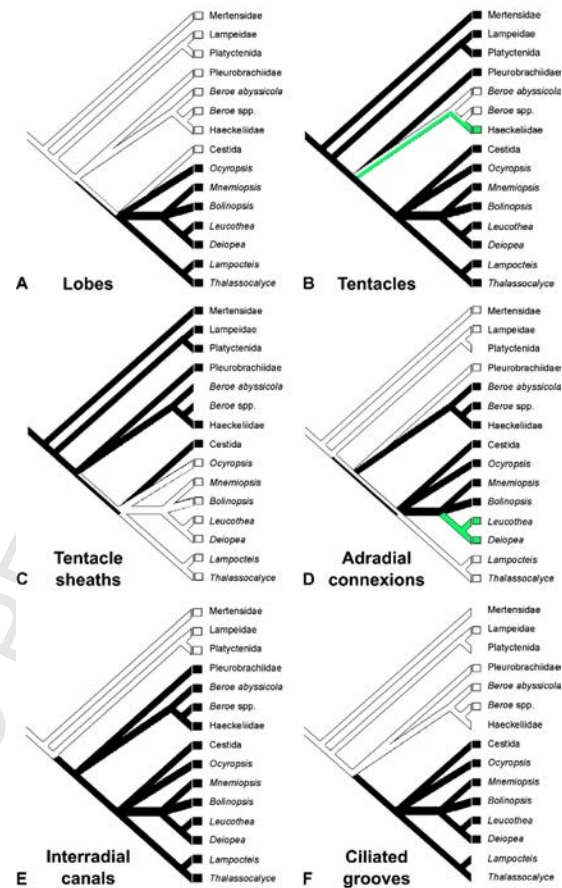 Mertensidae
Lampeidae
Platyctenida
Pleurobrachiidae
Beroe abyssicola
Beroe spp.
Haeckeliidae
Cestida
Ocyropsis
Mnemiopsis
Bolinopsis
Leucothea
Deiopea
Lampocteis
Thalassocalyce
A Lobes
Mertensidae
Lampeidae
Platyctenida
Pleurobrachiidae
Beroe abyssicola
Beroe spp.
Haeckeliidae
Cestida
Ocyropsis
Mnemiopsis
Bolinopsis
Leucothea
Deiopea
Lampocteis
Thalassocalyce
B Tentacles
Mertensidae
Lampeidae
Platyctenida
Pleurobrachiidae
Beroe abyssicola
Beroe spp.
Haeckeliidae
Cestida
Ocyropsis
Mnemiopsis
Bolinopsis
Leucothea
Deiopea
Lampocteis
Thalassocalyce
C Tentacle
sheaths
Mertensidae
Lampeidae
Platyctenida
Pleurobrachiidae
Beroe abyssicola
Beroe spp.
Haeckeliidae
Cestida
Ocyropsis
Mnemiopsis
Bolinopsis
Leucothea
Deiopea
Lampocteis
Thalassocalyce
D Adradial
connexions
Mertensidae
Lampeidae
Platyctenida
Pleurobrachiidae
Beroe abyssicola
Beroe spp.
Haeckeliidae
Cestida
Ocyropsis
Mnemiopsis
Bolinopsis
Leucothea
Deiopea
Lampocteis
Thalassocalyce
E Interradial
canals
Mertensidae
Lampeidae
Platyctenida
Pleurobrachiidae
Beroe abyssicola
Beroe spp.
Haeckeliidae
Cestida
Ocyropsis
Mnemiopsis
Bolinopsis
Leucothea
Deiopea
Lampocteis
Thalassocalyce
F Ciliated
grooves